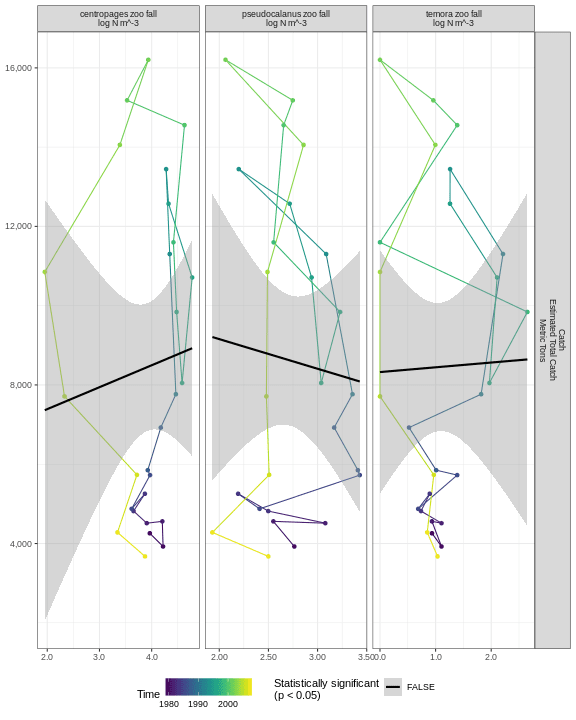 centropages zoo fall
log N m^-3
pseudocalanus zoo fall
log N m^-3
temora zoo fall
log N m^-3
16,000
12,000
8,000
4,000
Catch
Estimated Total Catch
Metric Tons
2.0 3.0 4.0
2.00 2.50 3.00 3.50
0.0 1.0 2.0
Time
1980 1990 2000
Statistically significant
(p < 0.05)
FALSE